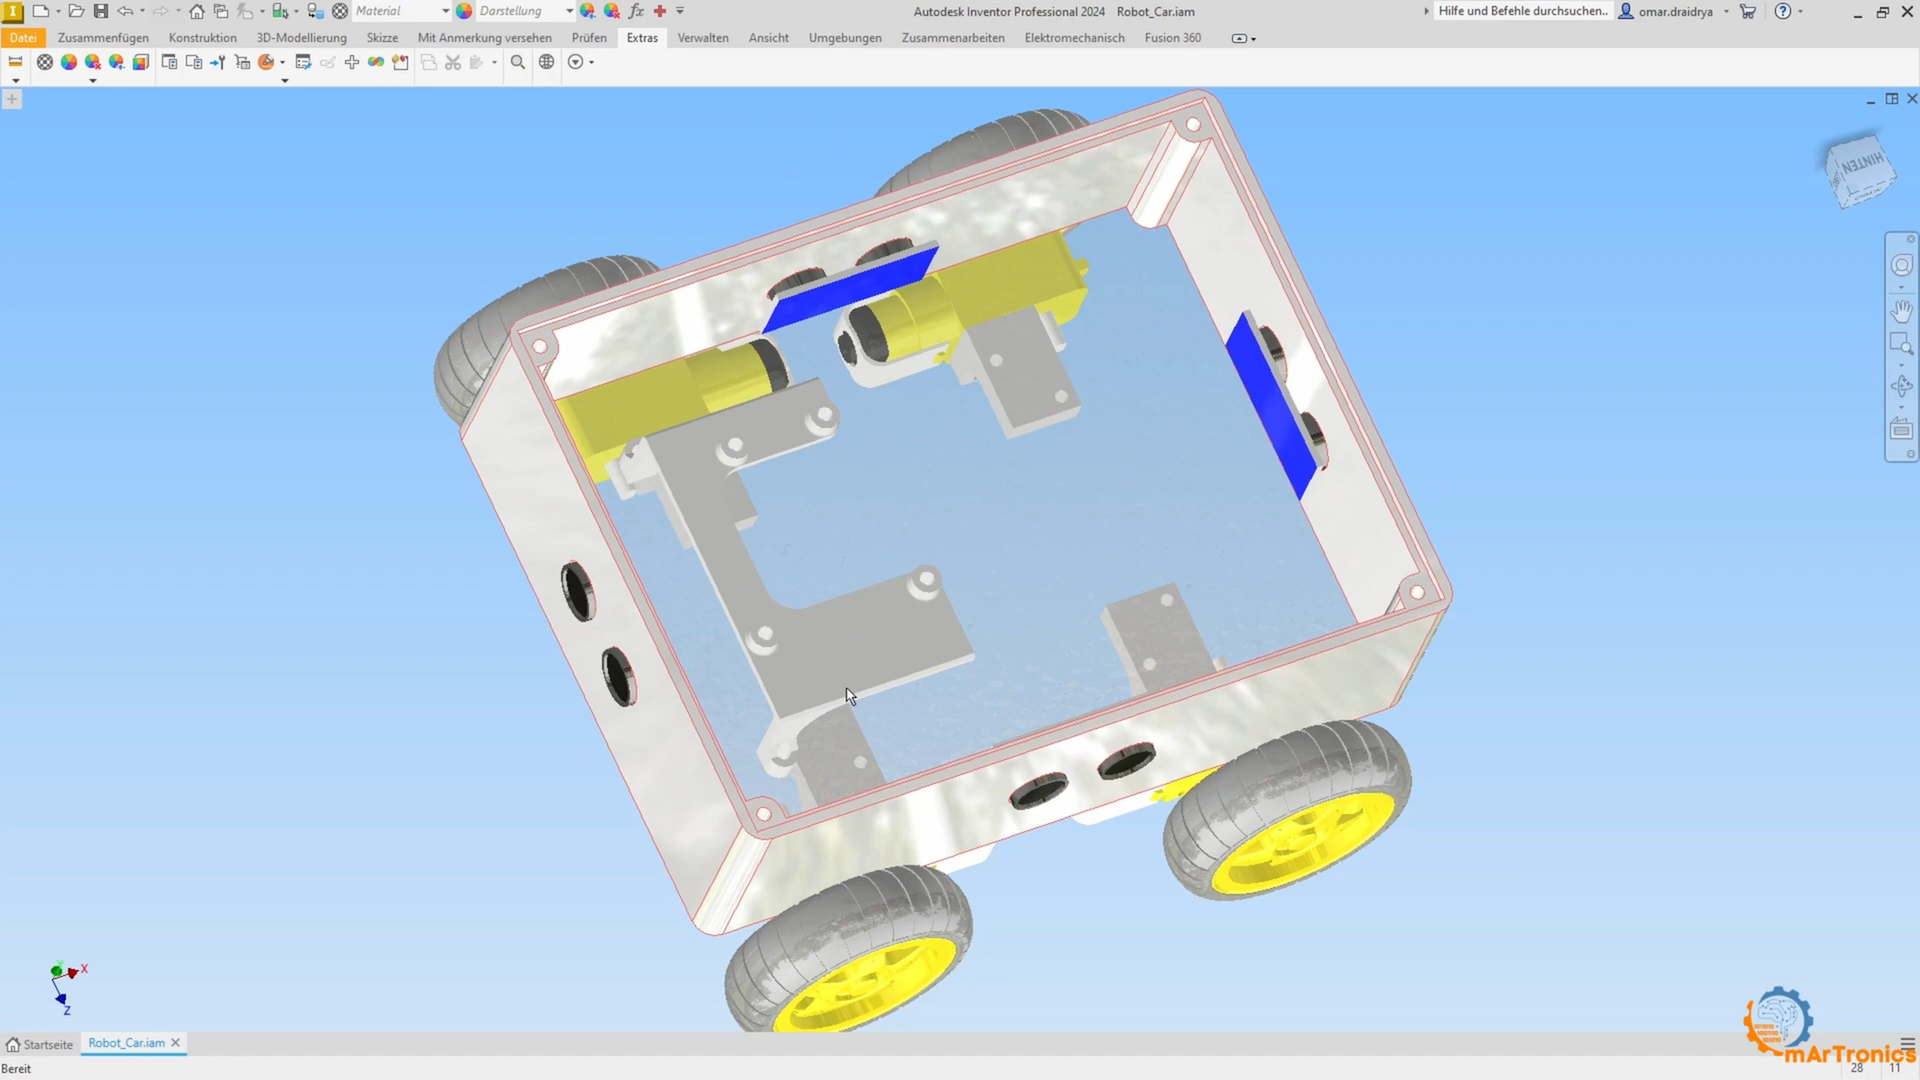 Material
Darstellung
Autodesk Inventor Professional 2024 Robot_Car.iam
Hilfe und Befehle durchsuchen..
omar.draidrya
Datei
Zusammenfügen
Konstruktion
3D-Modellierung
Skizze
Mit Anmerkung versehen
Prüfen
Extras
Verwalten
Ansicht
Umgebungen
Zusammenarbeiten
Elektromechanisch
Fusion 360
HINTEN
Y
X
Z
Startseite
Robot_Car.iam
mArTronics
Bereit
28
11